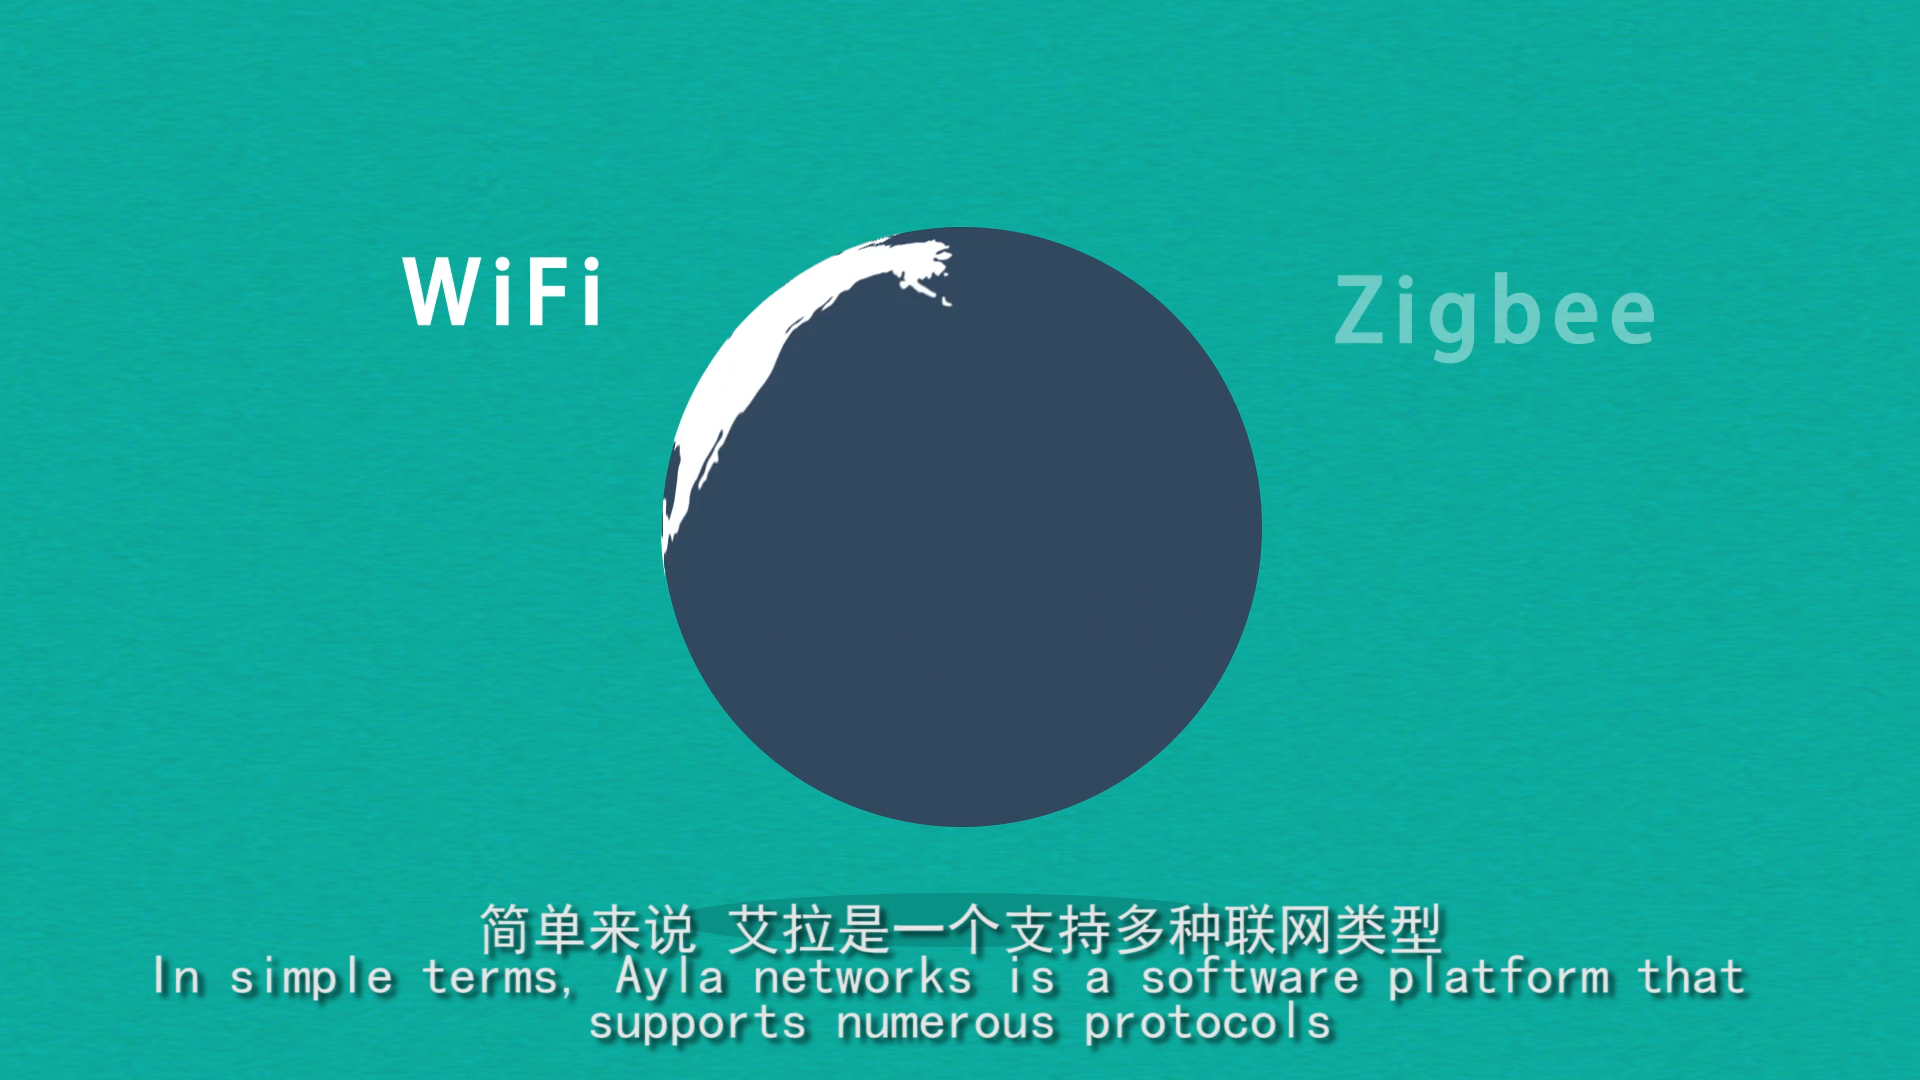 WiFi
Zigbee
简单来说 艾拉是一个支持多种联网类型
In simple terms, Ayla networks is a software platform that
supports numerous protocols